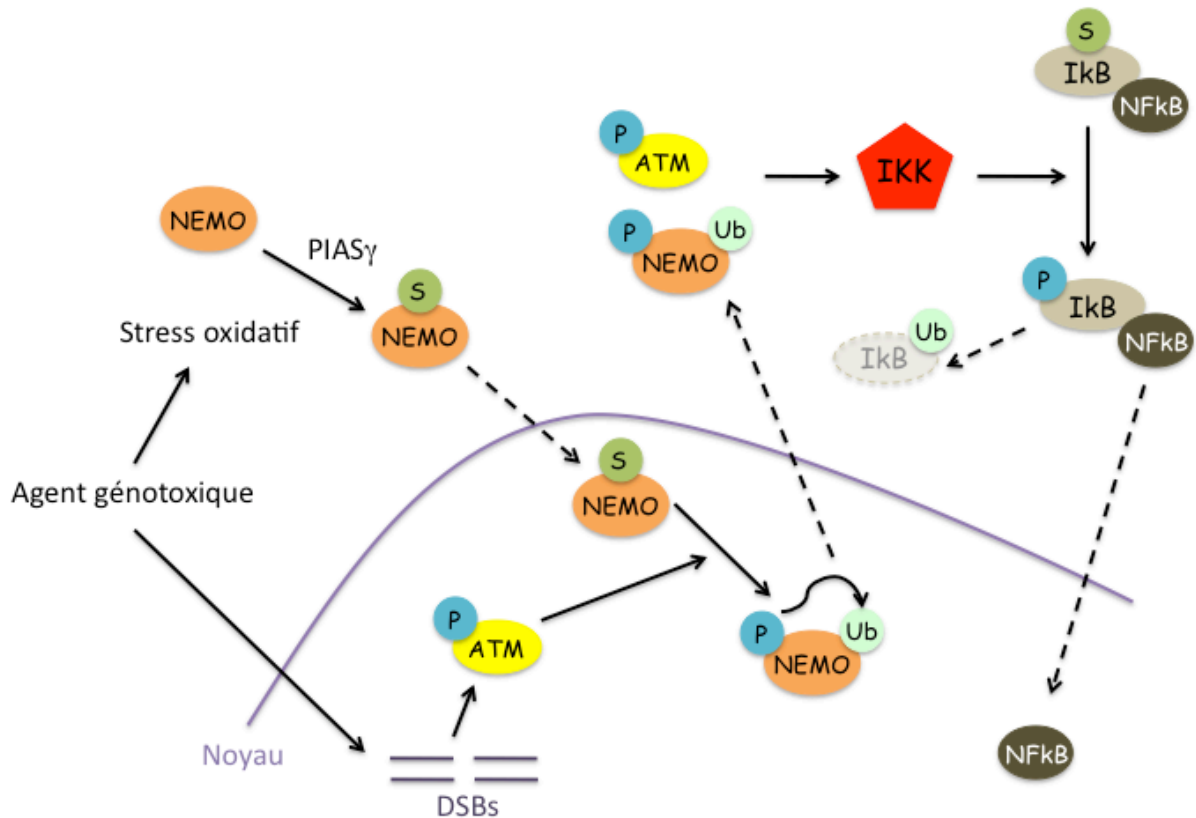 S
IkB
NFkB
P
ATM
IKK
NEMO
PIASγ
P
Ub
NEMO
S
NEMO
Stress oxidatif
P
IkB
NFkB
Ub
IkB
Agent génotoxique
S
NEMO
P
ATM
P
Ub
NEMO
Noyau
NFkB
DSBs